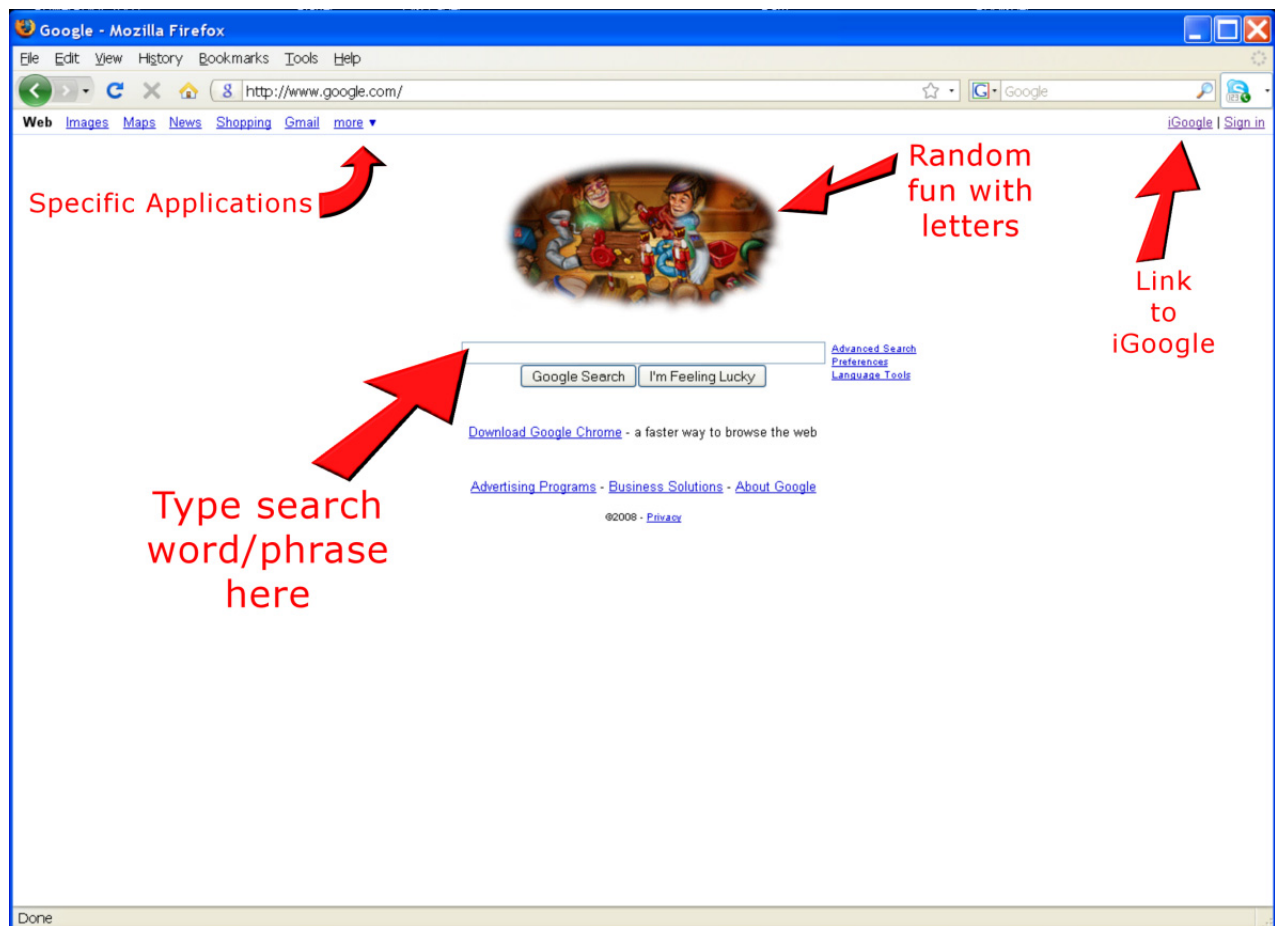 Google - Mozilla Firefox
File Edit View History Bookmarks Tools Help
http://www.google.com/ Google
Web Images Maps News Shopping Gmail more ▼ iGoogle | Sign in
Specific Applications
Random
fun with
letters
Link
to
iGoogle
Advanced Search
Preferences
Language Tools
Google Search I'm Feeling Lucky
Download Google Chrome - a faster way to browse the web
Advertising Programs - Business Solutions - About Google
©2008 - Privacy
Type search
word/phrase
here
Done